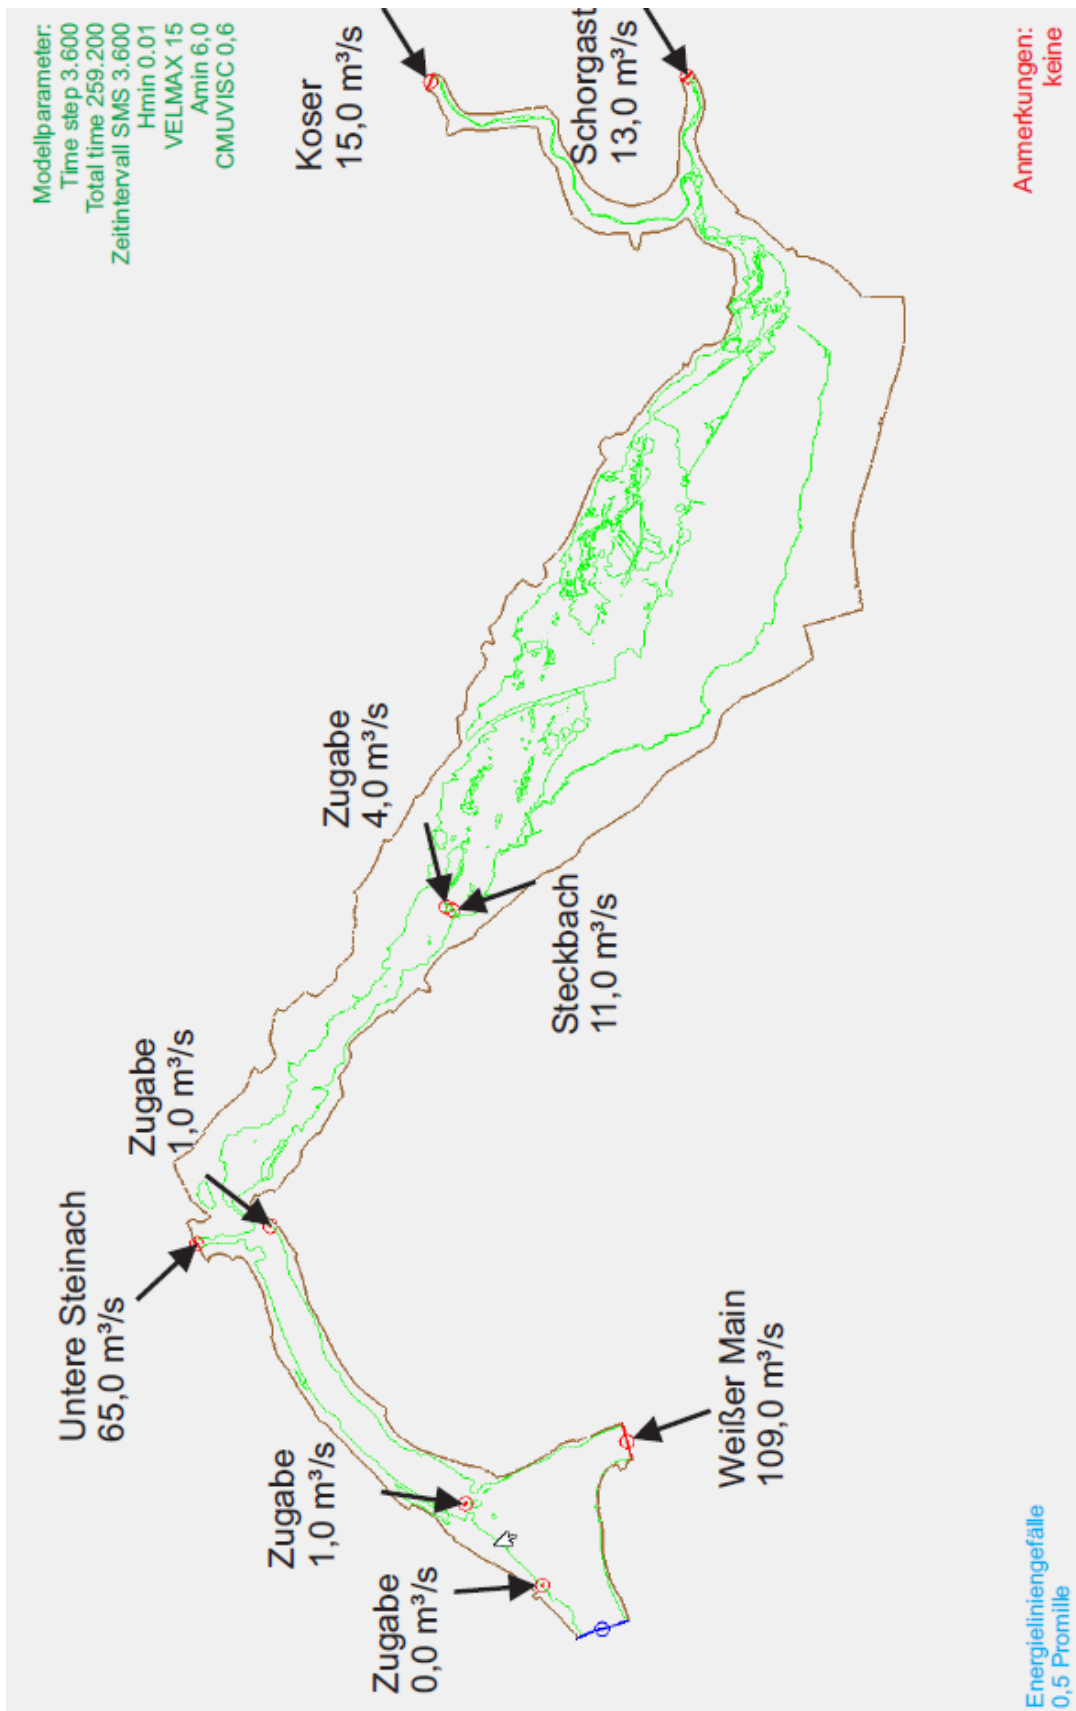 Modellparameter:
Time step 3.600
Total time 259.200
Zeitintervall SMS 3.600
Hmin 0.01
VELMAX 15
Amin 6,0
CMUVISC 0,6
Koser
15,0 m³/s
Schorgast
13,0 m³/s
Anmerkungen:
keine
Zugabe
4,0 m³/s
Steckbach
11,0 m³/s
Zugabe
1,0 m³/s
Untere Steinach
65,0 m³/s
Zugabe
1,0 m³/s
Zugabe
0,0 m³/s
Weißer Main
109,0 m³/s
Energieliniengefälle
0,5 Promille